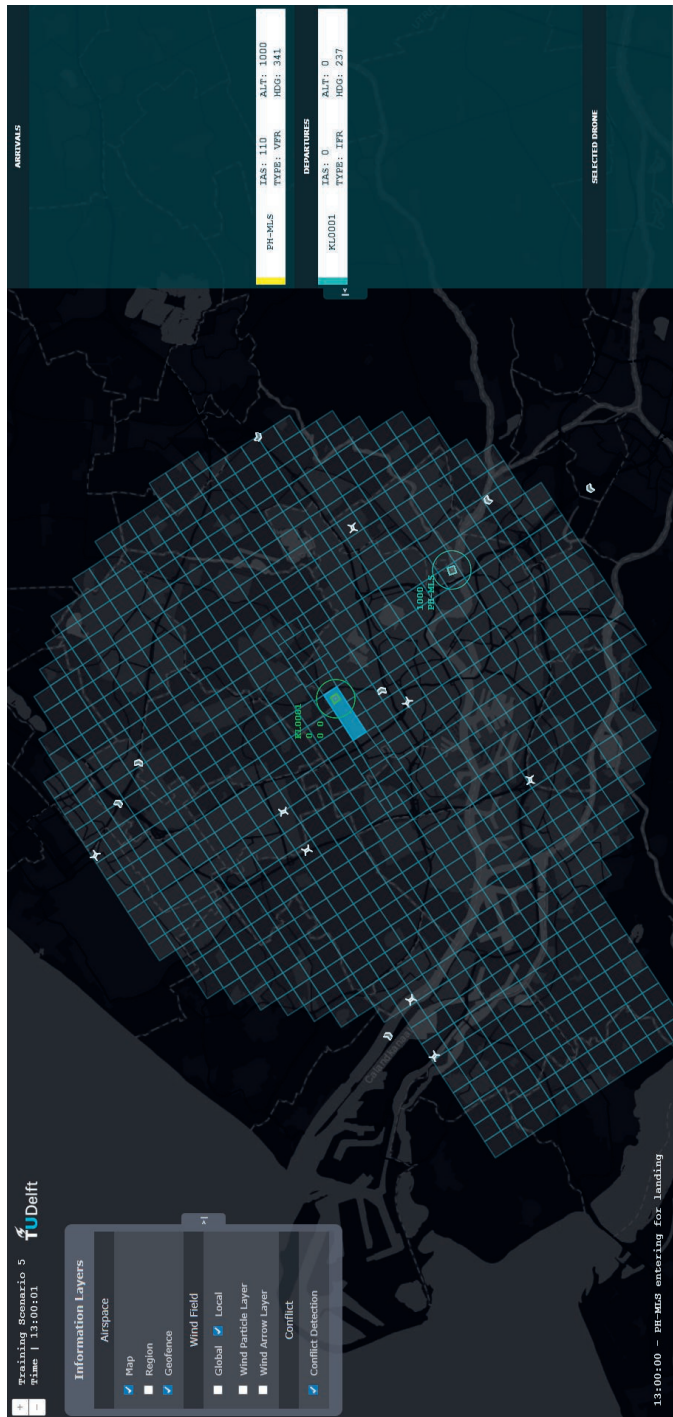 +
−
Training Scenario 5
Time | 13:00:01
TUDelft
Information Layers
Airspace
Map
Region
Geofence
Wind Field
Global
Local
Wind Particle Layer
Wind Arrow Layer
Conflict
Conflict Detection
>|
KL0001
0 0
1000
PH-MLS
13:00:00 - PH-MLS entering for landing
|<
ARRIVALS
PH-MLS IAS: 110 ALT: 1000
TYPE: VFR HDG: 341
DEPARTURES
KL0001 IAS: 0 ALT: 0
TYPE: IFR HDG: 237
SELECTED DRONE